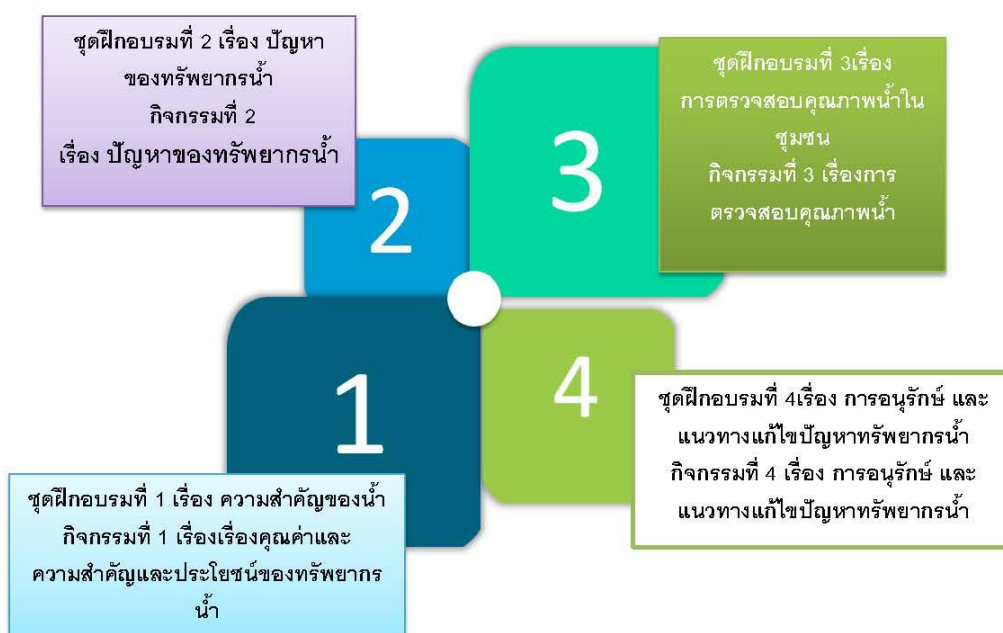 ชุดฝึกอบรมที่ 2 เรื่อง ปัญหา
ของทรัพยากรน้ำ
กิจกรรมที่ 2
เรื่อง ปัญหาของทรัพยากรน้ำ
2
3
ชุดฝึกอบรมที่ 3เรื่อง
การตรวจสอบคุณภาพน้ำใน
ชุมชน
กิจกรรมที่ 3 เรื่องการ
ตรวจสอบคุณภาพน้ำ
1
ชุดฝึกอบรมที่ 1 เรื่อง ความสำคัญของน้ำ
กิจกรรมที่ 1 เรื่องเรื่องคุณค่าและ
ความสำคัญและประโยชน์ของทรัพยากร
น้ำ
4
ชุดฝึกอบรมที่ 4เรื่อง การอนุรักษ์ และ
แนวทางแก้ไขปัญหาทรัพยากรน้ำ
กิจกรรมที่ 4 เรื่อง การอนุรักษ์ และ
แนวทางแก้ไขปัญหาทรัพยากรน้ำ